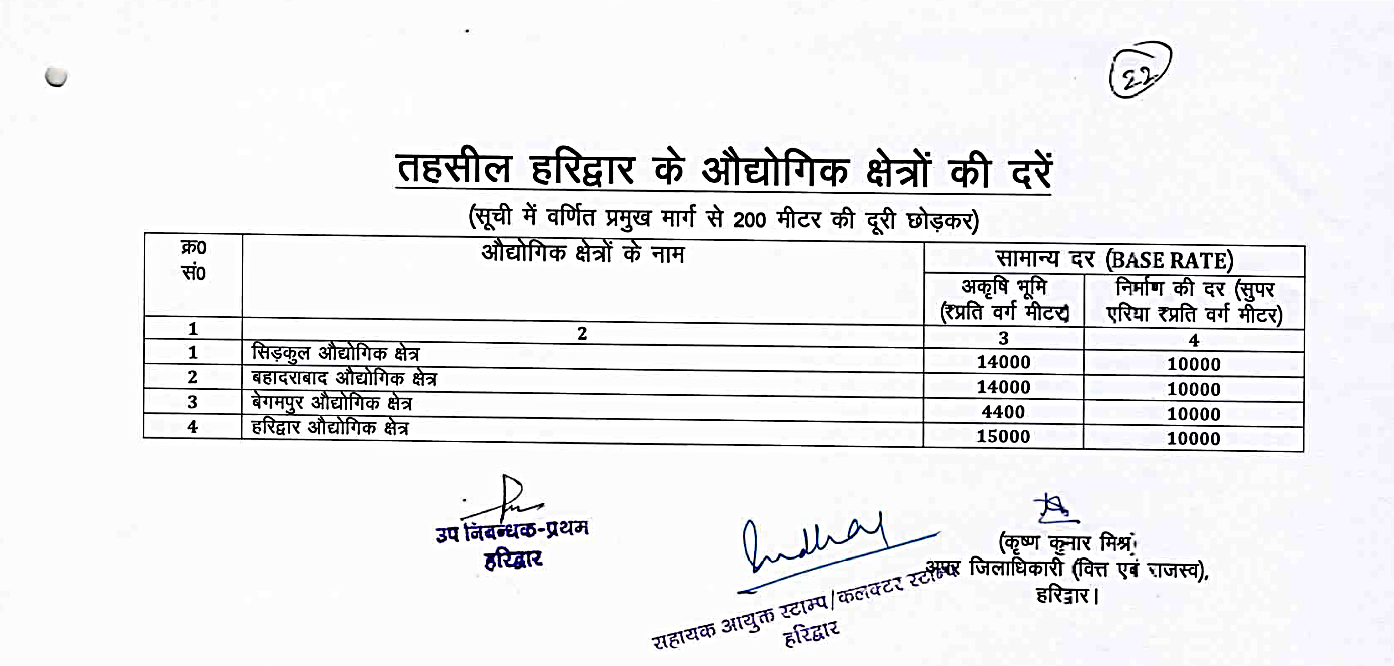 22
तहसील हरिद्वार के औद्योगिक क्षेत्रों की दरें
(सूची में वर्णित प्रमुख मार्ग से 200 मीटर की दूरी छोड़कर)
क्र0 सं0 औद्योगिक क्षेत्रों के नाम सामान्य दर (BASE RATE)
अकृषि भूमि (₹प्रति वर्ग मीटर) निर्माण की दर (सुपर एरिया ₹प्रति वर्ग मीटर)
1 2 3 4
1 सिड़कुल औद्योगिक क्षेत्र 14000 10000
2 बहादराबाद औद्योगिक क्षेत्र 14000 10000
3 बेगमपुर औद्योगिक क्षेत्र 4400 10000
4 हरिद्वार औद्योगिक क्षेत्र 15000 10000
उप निबन्धक-प्रथम
हरिद्वार
सहायक आयुक्त स्टाम्प/कलक्टर स्टाम्प
हरिद्वार
(कृष्ण कुमार मिश्र)
अपर जिलाधिकारी (वित्त एवं राजस्व),
हरिद्वार।